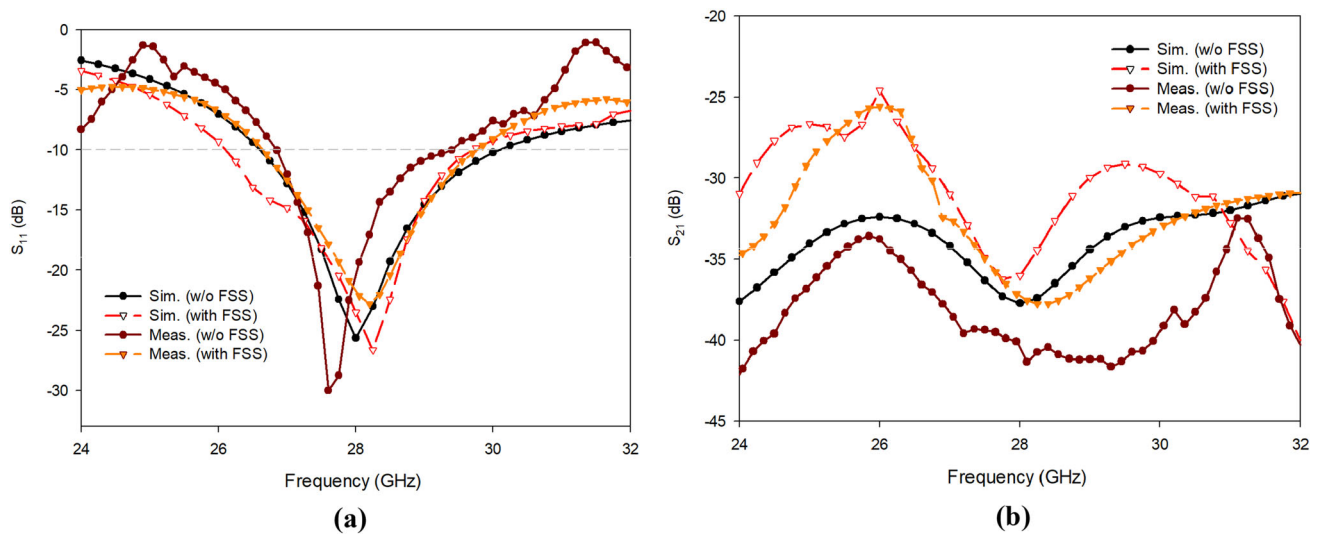 0
-5
-10
-15
-20
-25
-30
S11 (dB)
Sim. (w/o FSS)
Sim. (with FSS)
Meas. (w/o FSS)
Meas. (with FSS)
24 26 28 30 32
Frequency (GHz)
(a)
-20
-25
-30
-35
-40
-45
S21 (dB)
Sim. (w/o FSS)
Sim. (with FSS)
Meas. (w/o FSS)
Meas. (with FSS)
24 26 28 30 32
Frequency (GHz)
(b)